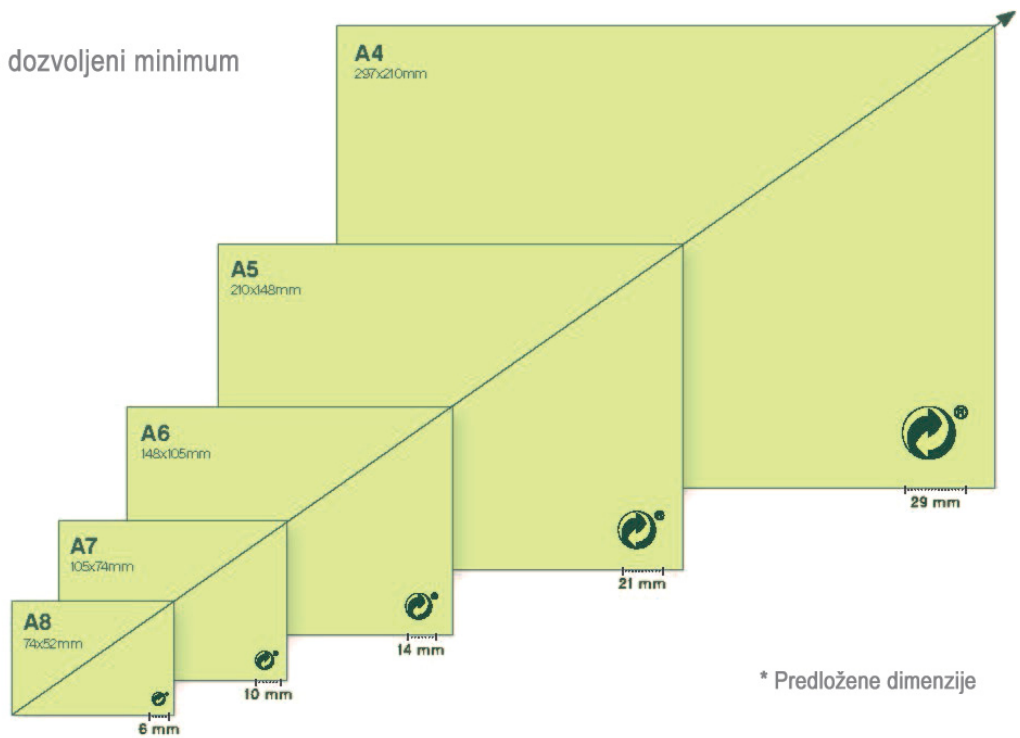 dozvoljeni minimum
A4
297x210mm
A5
210x148mm
A6
148x105mm
A7
105x74mm
A8
74x52mm
®
29 mm
21 mm
14 mm
10 mm
6 mm
* Predložene dimenzije